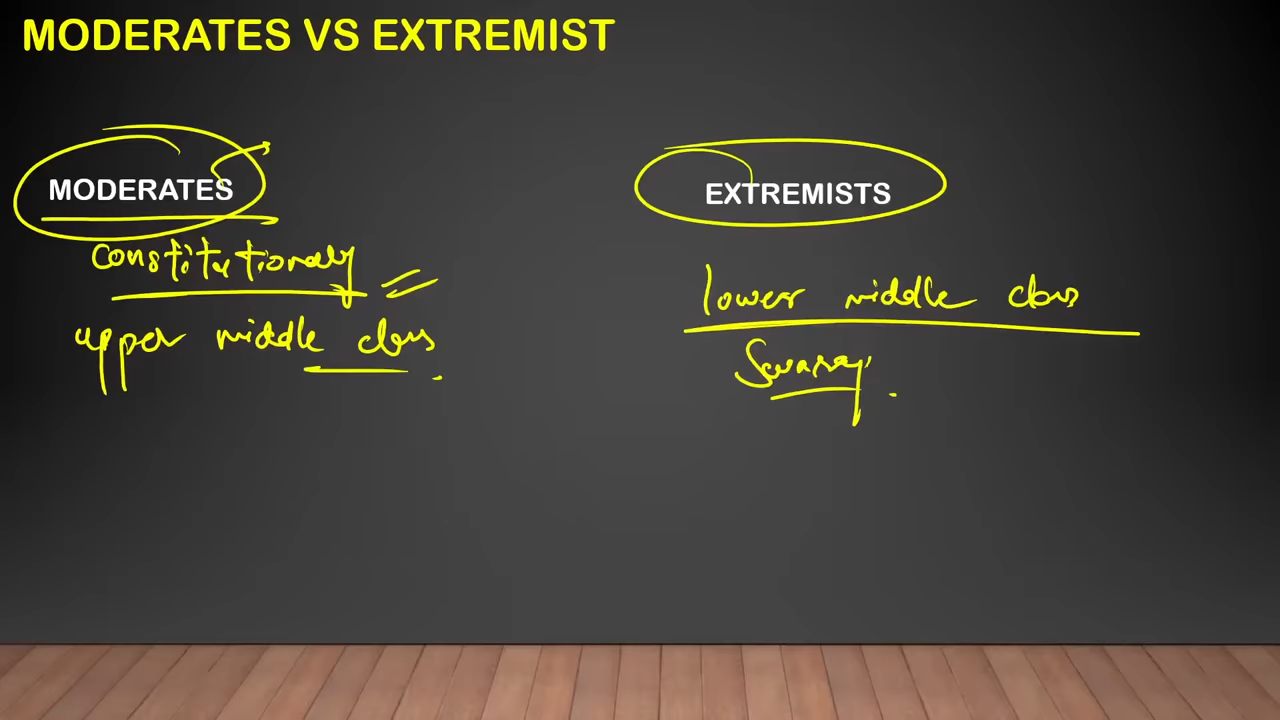 MODERATES VS EXTREMIST
MODERATES
constitutionaly
upper middle class
EXTREMISTS
lower middle class
Swaraj